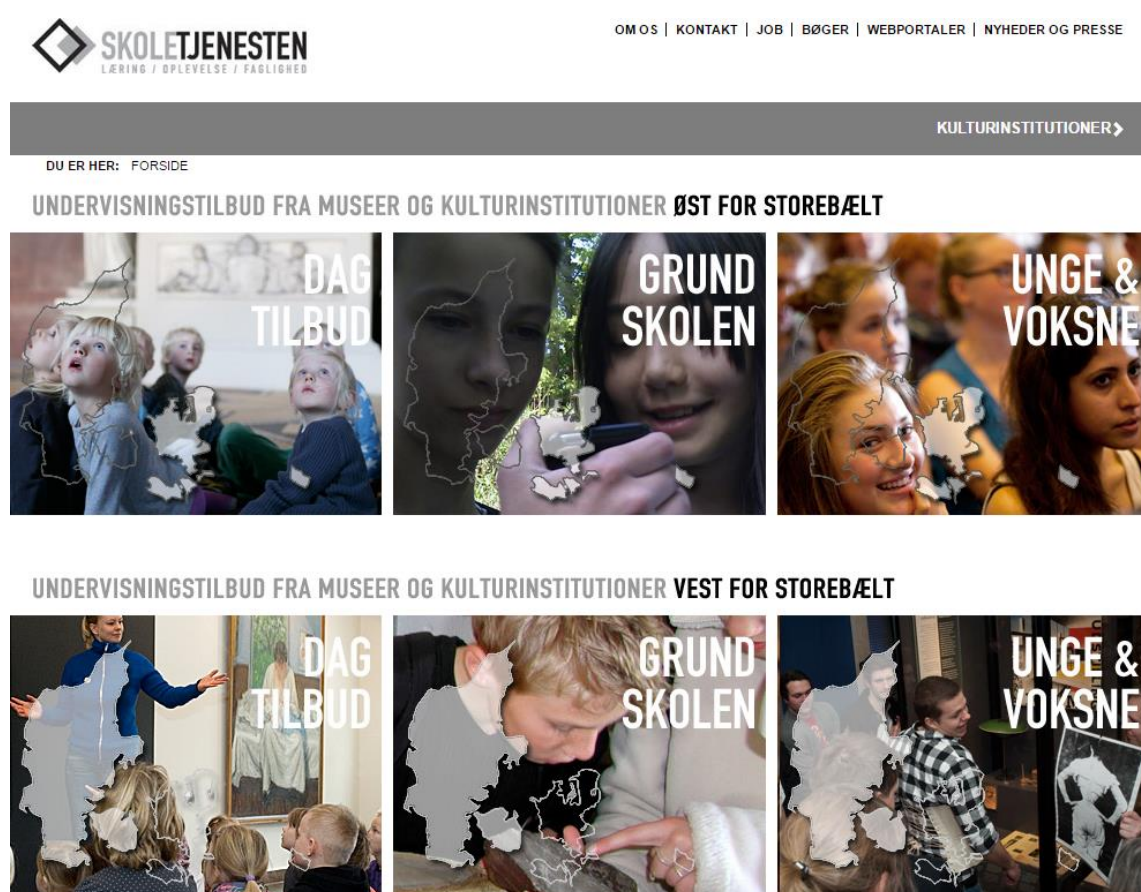 SKOLETJENESTEN
LÆRING / OPLEVELSE / FAGLIGHED
OM OS | KONTAKT | JOB | BØGER | WEBPORTALER | NYHEDER OG PRESSE
KULTURINSTITUTIONER
DU ER HER: FORSIDE
UNDERVISNINGSTILBUD FRA MUSEER OG KULTURINSTITUTIONER ØST FOR STOREBÆLT
DAG
TILBUD
GRUND
SKOLEN
UNGE &
VOKSNE
UNDERVISNINGSTILBUD FRA MUSEER OG KULTURINSTITUTIONER VEST FOR STOREBÆLT
DAG
TILBUD
GRUND
SKOLEN
UNGE &
VOKSNE